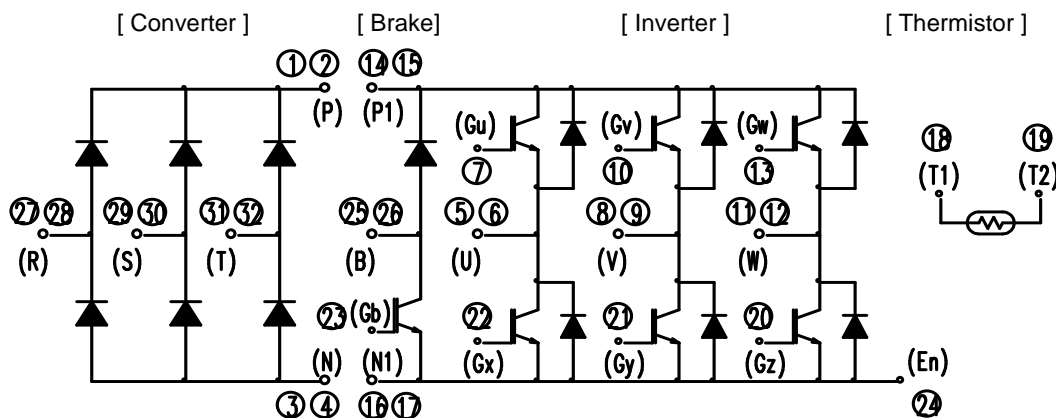 [ Converter ] [ Brake] [ Inverter ] [ Thermistor ]
① ② ⑭ ⑮
(P) (P1) (Gu) (Gv) (Gw) ⑱ ⑲
⑦ ⑩ ⑬ (T1) (T2)
㉗ ㉘ ㉙ ㉚ ㉛ ㉜ ㉕ ㉖ ⑤ ⑥ ⑧ ⑨ ⑪ ⑫
(R) (S) (T) (B) (U) (V) (W)
㉓ (Gb) ㉒ ㉑ ⑳
(N) (N1) (Gx) (Gy) (Gz) (En)
③ ④ ⑯ ⑰ ㉔